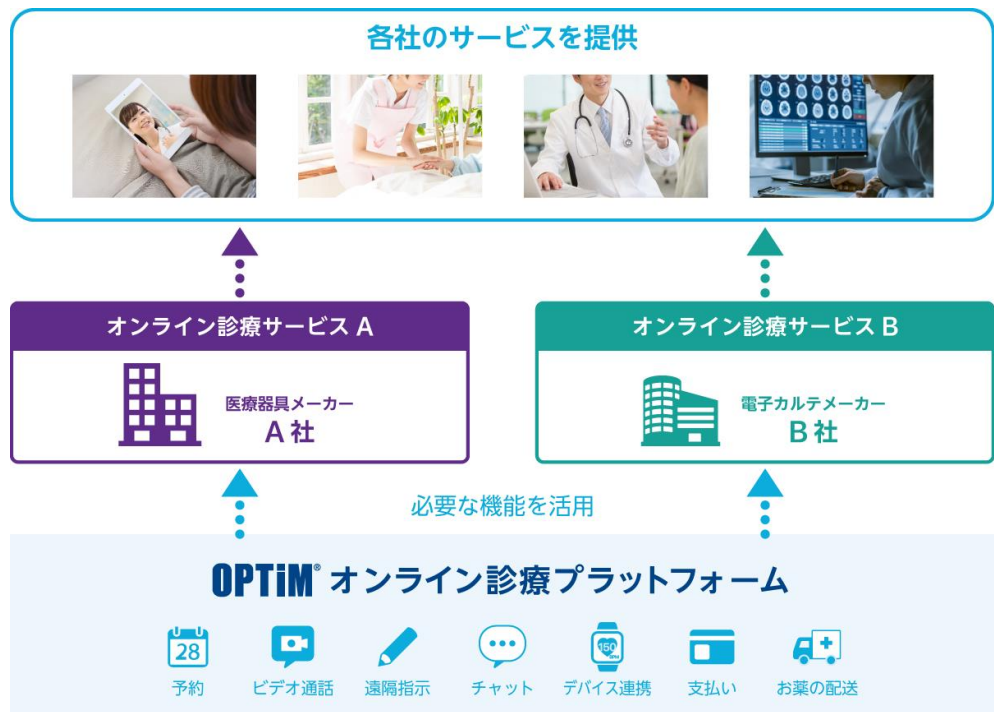 各社のサービスを提供
オンライン診療サービス A
医療器具メーカー
A 社
オンライン診療サービス B
電子カルテメーカー
B 社
必要な機能を活用
OPTiM® オンライン診療プラットフォーム
28
予約
ビデオ通話
遠隔指示
チャット
150
デバイス連携
支払い
お薬の配送